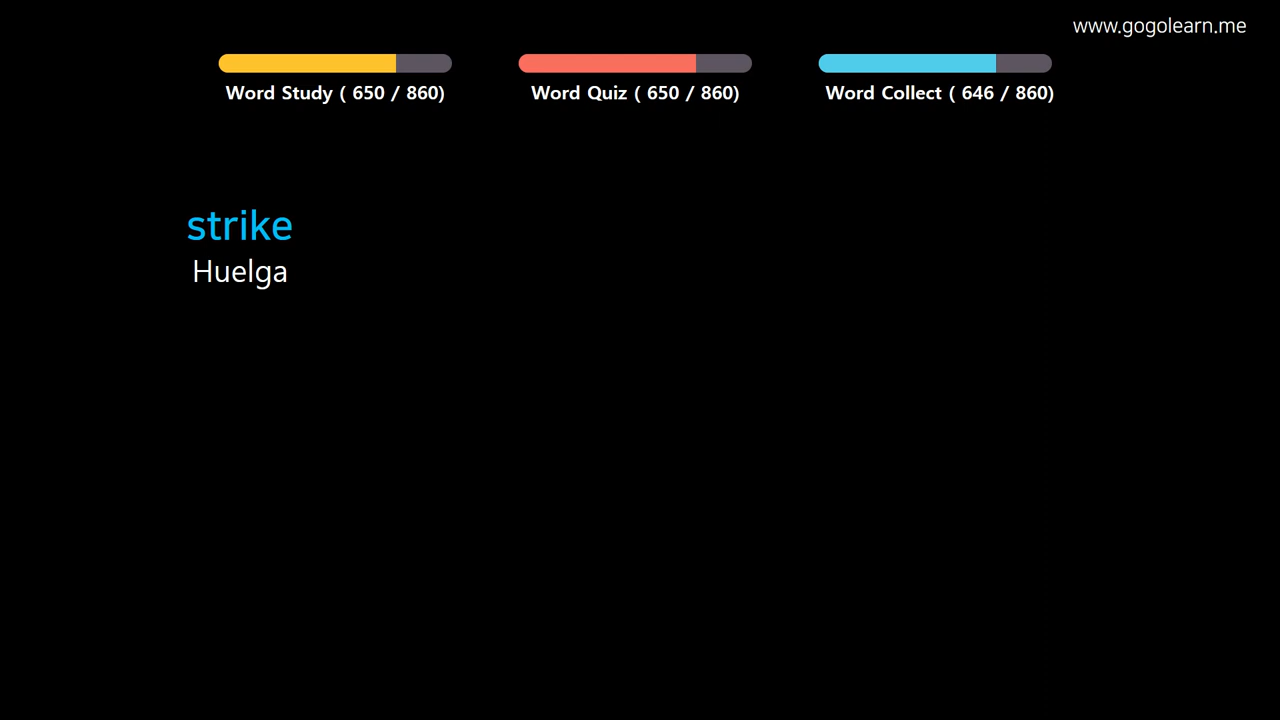 www.gogolearn.me
Word Study ( 650 / 860)
Word Quiz ( 650 / 860)
Word Collect ( 646 / 860)
strike
Huelga